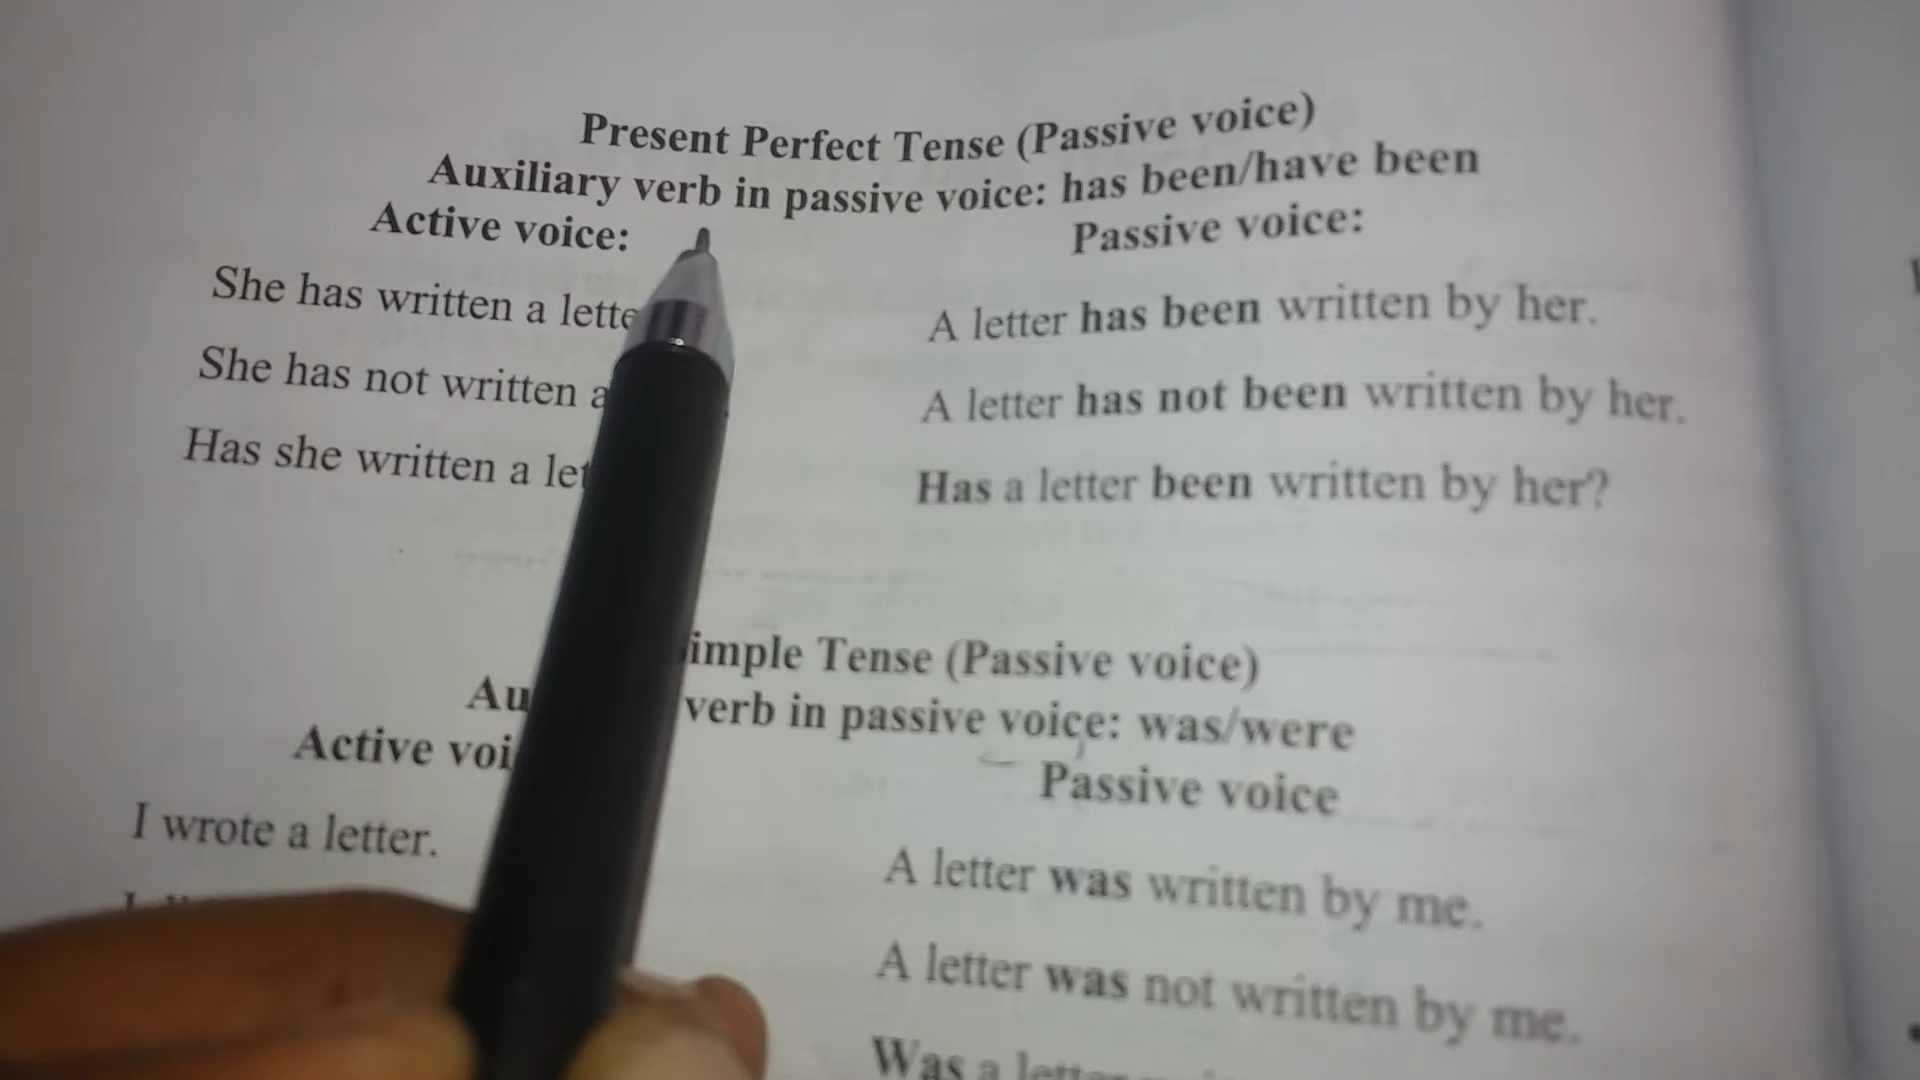 Present Perfect Tense (Passive voice)
Auxiliary verb in passive voice: has been/have been
Active voice: Passive voice:
She has written a A letter has been written by her.
She has not written A letter has not been written by her.
Has she written a Has a letter been written by her?
Tense (Passive voice)
verb in passive voice: was/were
Active Passive voice
I wrote a letter. A letter was written by me.
A letter was not written by me.
Was a